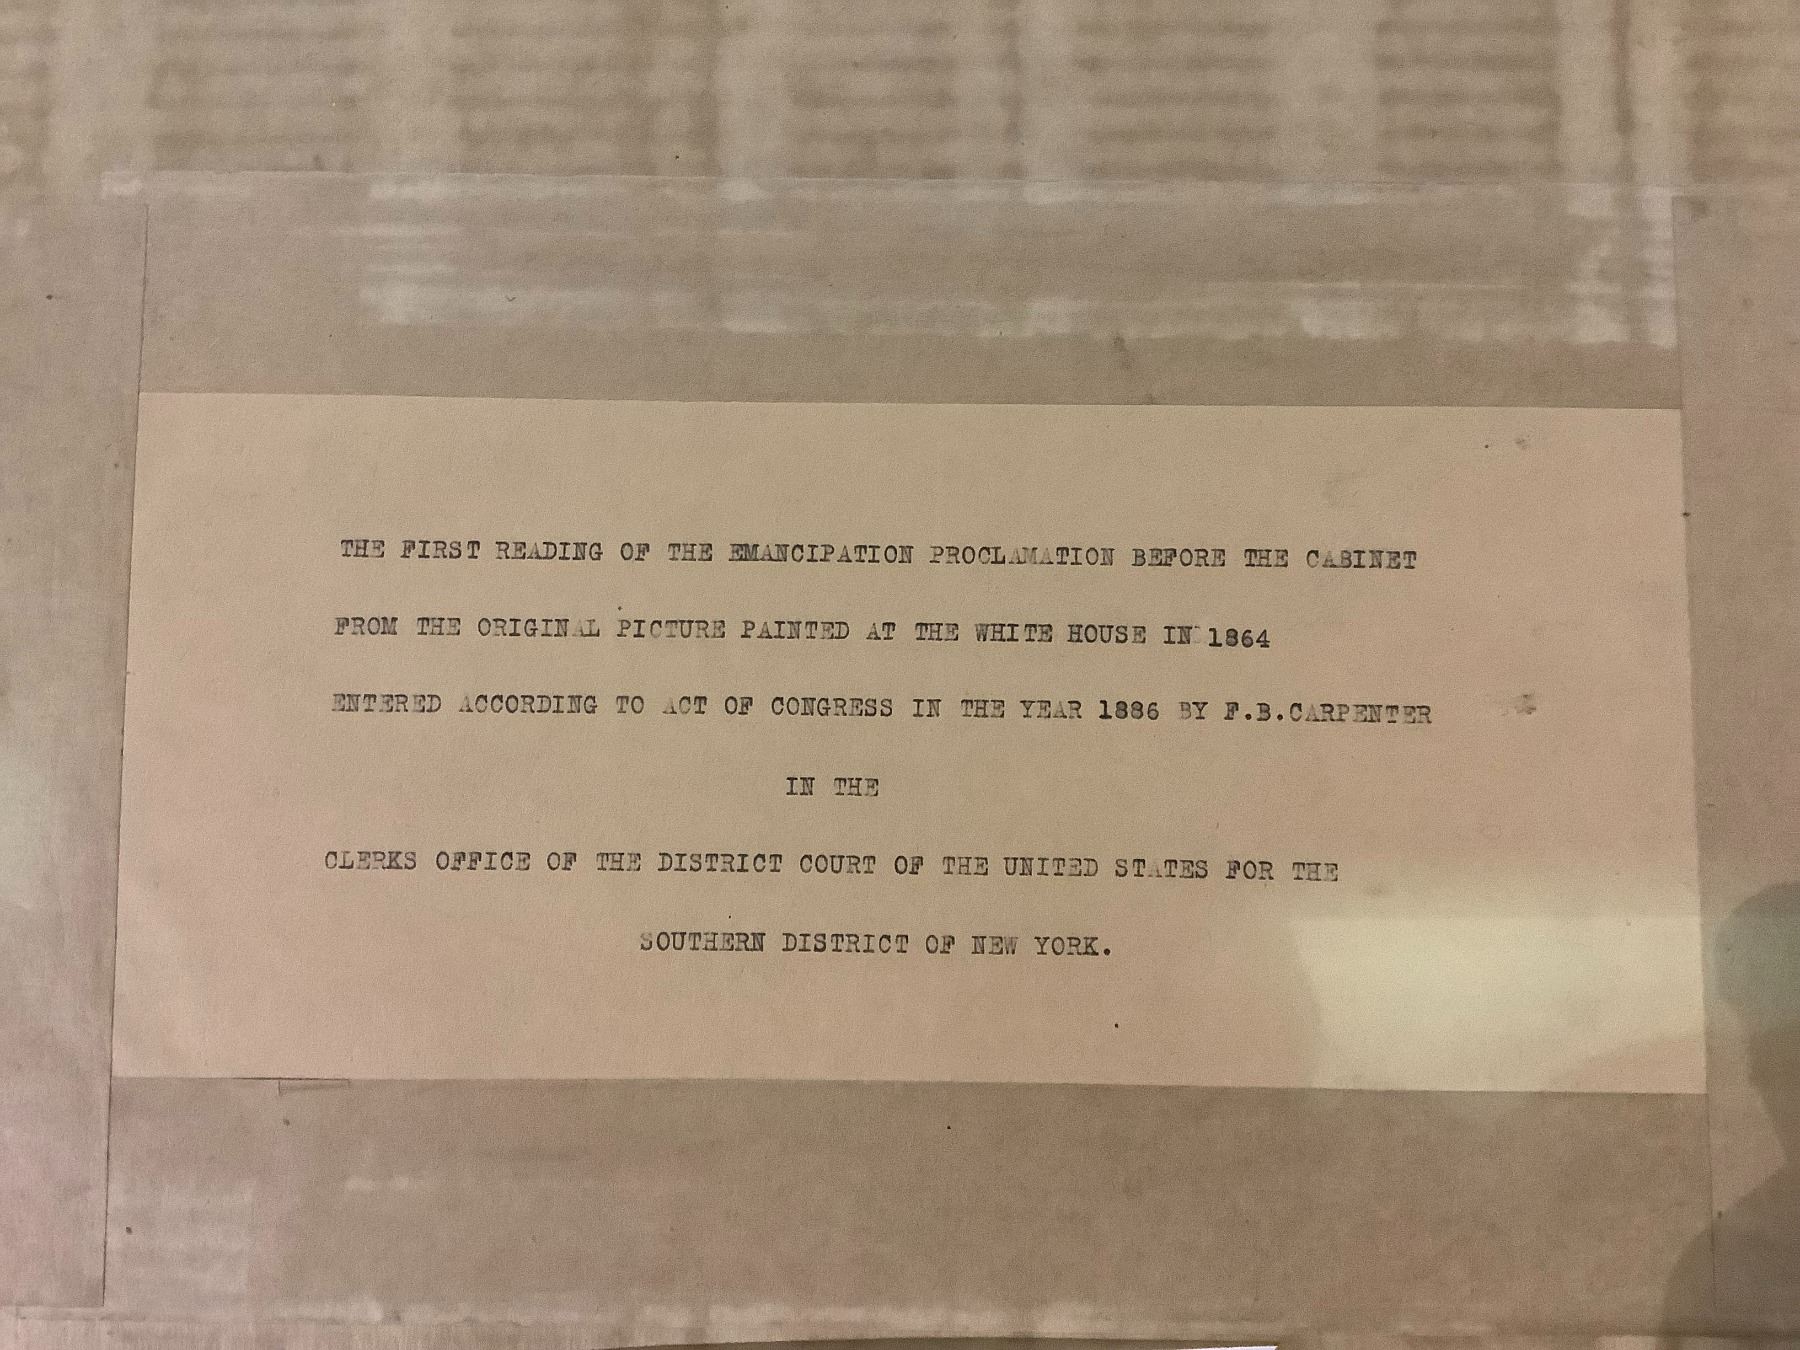 THE FIRST READING OF THE EMANCIPATION PROCLAMATION BEFORE THE CABINET
FROM THE ORIGINAL PICTURE PAINTED AT THE WHITE HOUSE IN 1864
ENTERED ACCORDING TO ACT OF CONGRESS IN THE YEAR 1886 BY F.B.CARPENTER
IN THE
CLERKS OFFICE OF THE DISTRICT COURT OF THE UNITED STATES FOR THE
SOUTHERN DISTRICT OF NEW YORK.